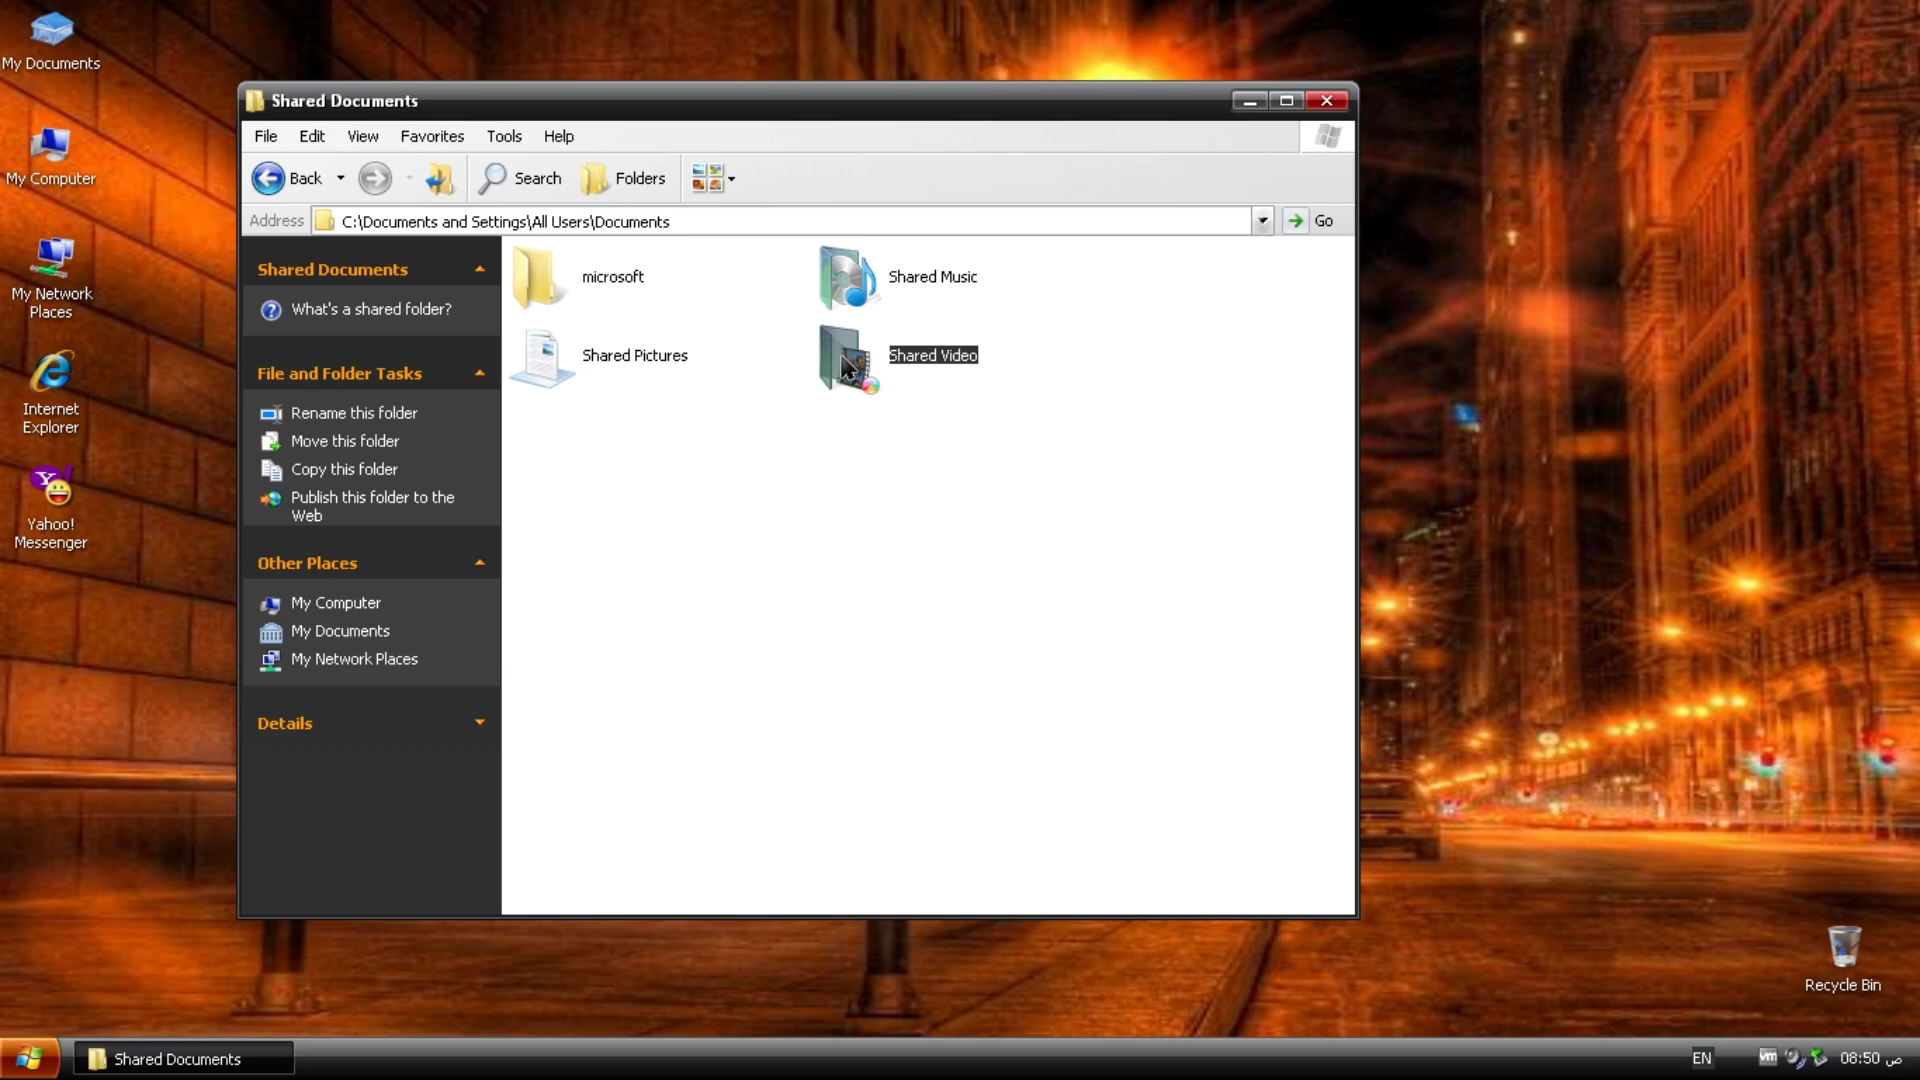 My Documents
My Computer
My Network
Places
Internet
Explorer
Yahoo!
Messenger
Shared Documents
File Edit View Favorites Tools Help
Back Search Folders
Address C:\Documents and Settings\All Users\Documents Go
Shared Documents
What's a shared folder?
File and Folder Tasks
Rename this folder
Move this folder
Copy this folder
Publish this folder to the
Web
Other Places
My Computer
My Documents
My Network Places
Details
microsoft Shared Music
Shared Pictures Shared Video
Recycle Bin
Shared Documents EN vm 08:50 ص